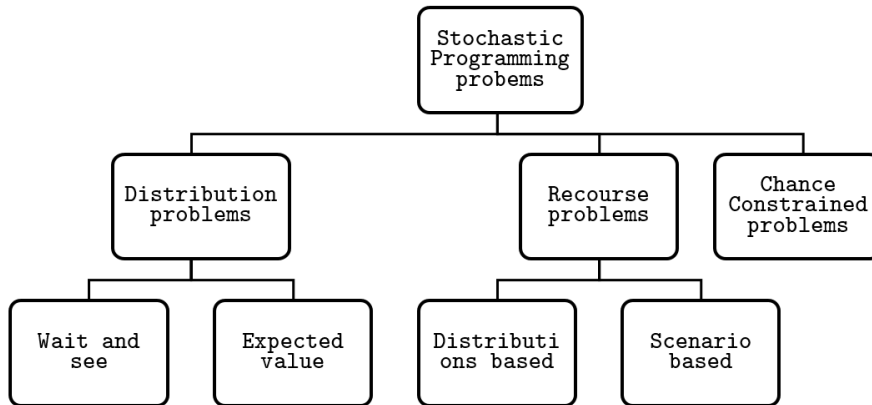 Stochastic
Programming
probems
Distribution
problems
Recourse
problems
Chance
Constrained
problems
Wait and
see
Expected
value
Distributi
ons based
Scenario
based